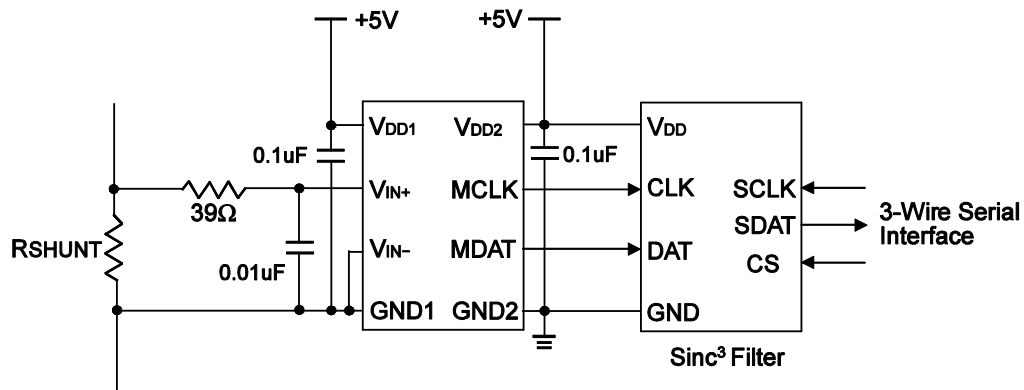 +5V
+5V
VDD1
VDD2
VDD
0.1uF
0.1uF
VIN+
MCLK
CLK
SCLK
39Ω
3-Wire Serial
Interface
SDAT
RSHUNT
VIN–
MDAT
DAT
CS
0.01uF
GND1
GND2
GND
Sinc³ Filter